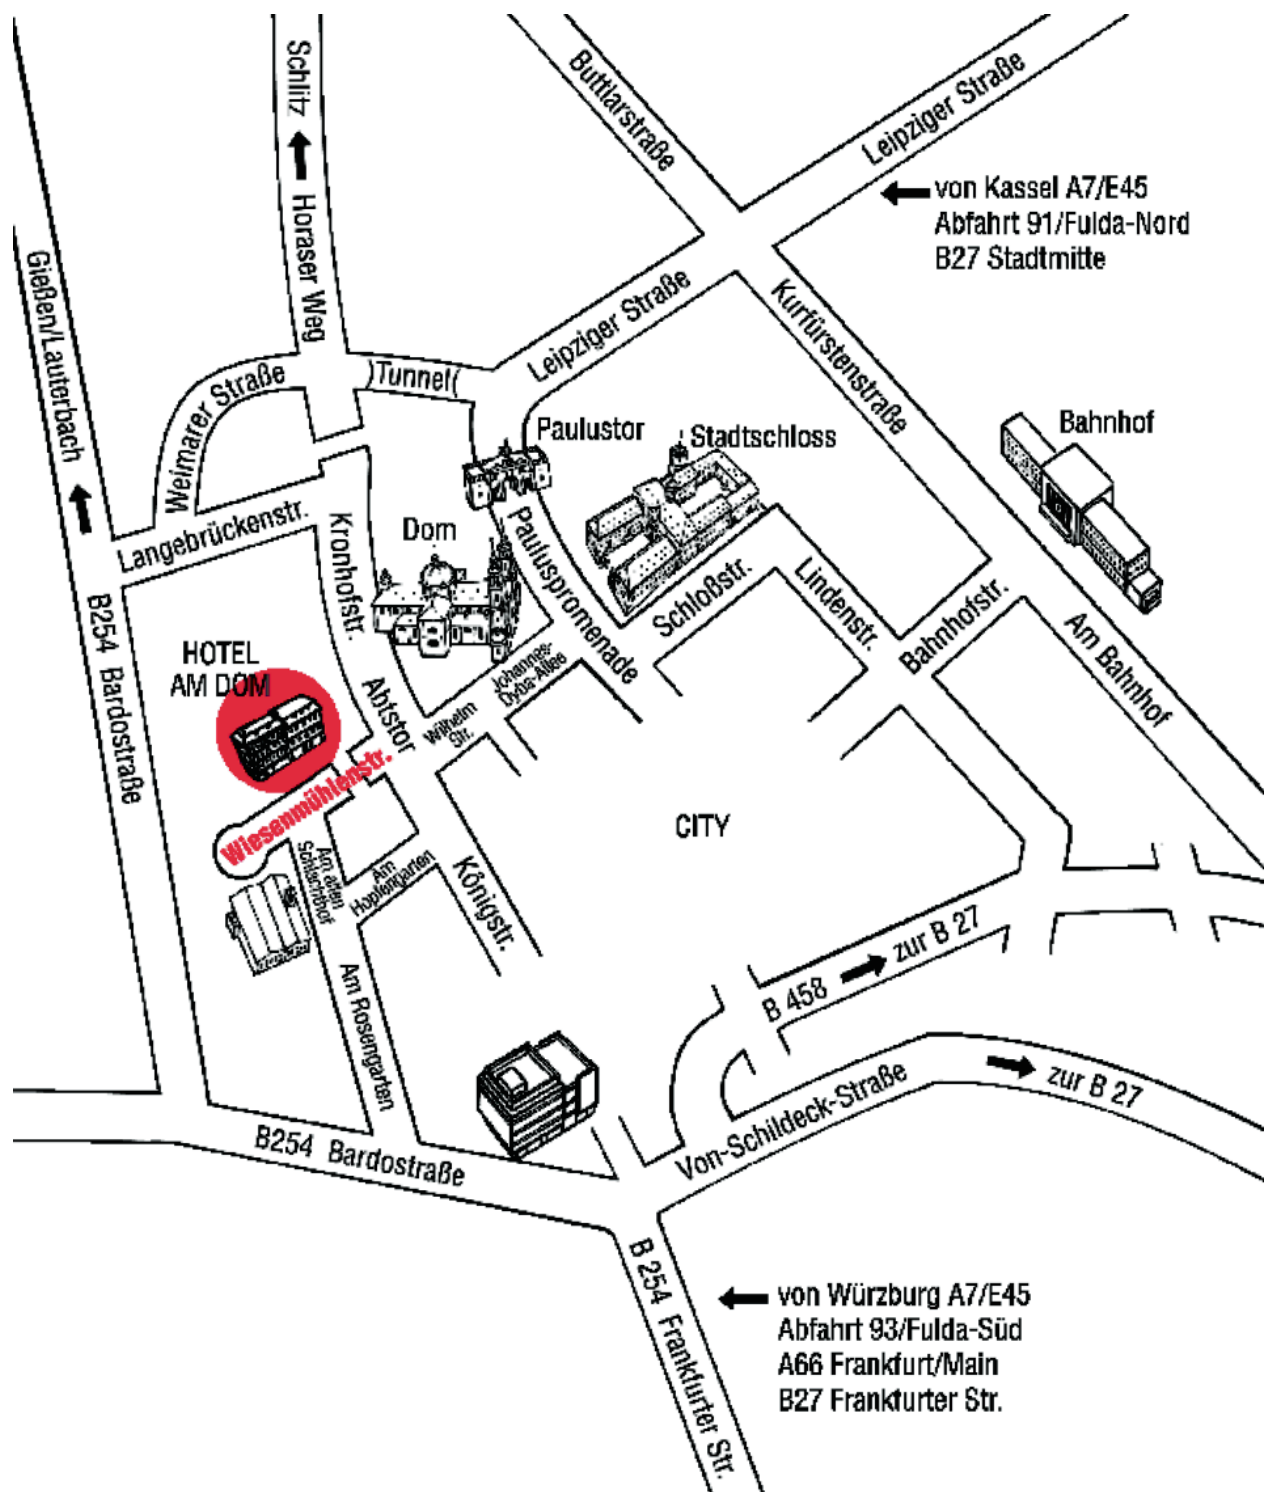 Schlitz
Horaser Weg
Buttlarstraße
Leipziger Straße
von Kassel A7/E45
Abfahrt 91/Fulda-Nord
B27 Stadtmitte
Gießen/Lauterbach
Weimarer Straße
Tunnel
Leipziger Straße
Kurfürstenstraße
Paulustor
Stadtschloss
Bahnhof
Langebrückenstr.
Kronhofstr.
Dom
Pauluspromenade
Schloßstr.
Lindenstr.
Bahnhofstr.
Am Bahnhof
B254 Bardostraße
HOTEL
AM DOM
Abtstor
Wilhelm
Str.
Johannes-
Dyba-Allee
Wiesenmühlenstr.
CITY
Am alten
Schlachthof
Am
Hopfengarten
Königstr.
Am Rosengarten
B 458
zur B 27
Von-Schildeck-Straße
zur B 27
B254 Bardostraße
B 254 Frankfurter Str.
von Würzburg A7/E45
Abfahrt 93/Fulda-Süd
A66 Frankfurt/Main
B27 Frankfurter Str.